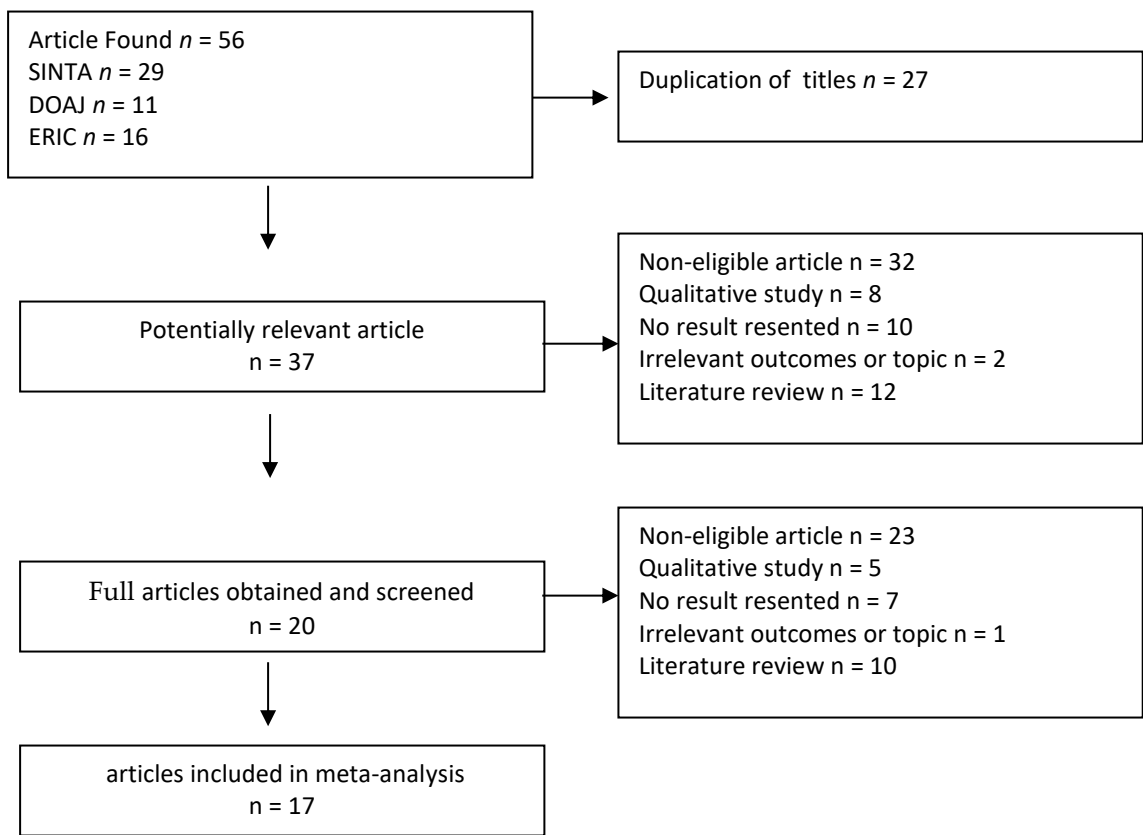 Article Found n = 56
SINTA n = 29
DOAJ n = 11
ERIC n = 16
Duplication of titles n = 27
Potentially relevant article
n = 37
Non-eligible article n = 32
Qualitative study n = 8
No result resented n = 10
Irrelevant outcomes or topic n = 2
Literature review n = 12
Full articles obtained and screened
n = 20
Non-eligible article n = 23
Qualitative study n = 5
No result resented n = 7
Irrelevant outcomes or topic n = 1
Literature review n = 10
articles included in meta-analysis
n = 17